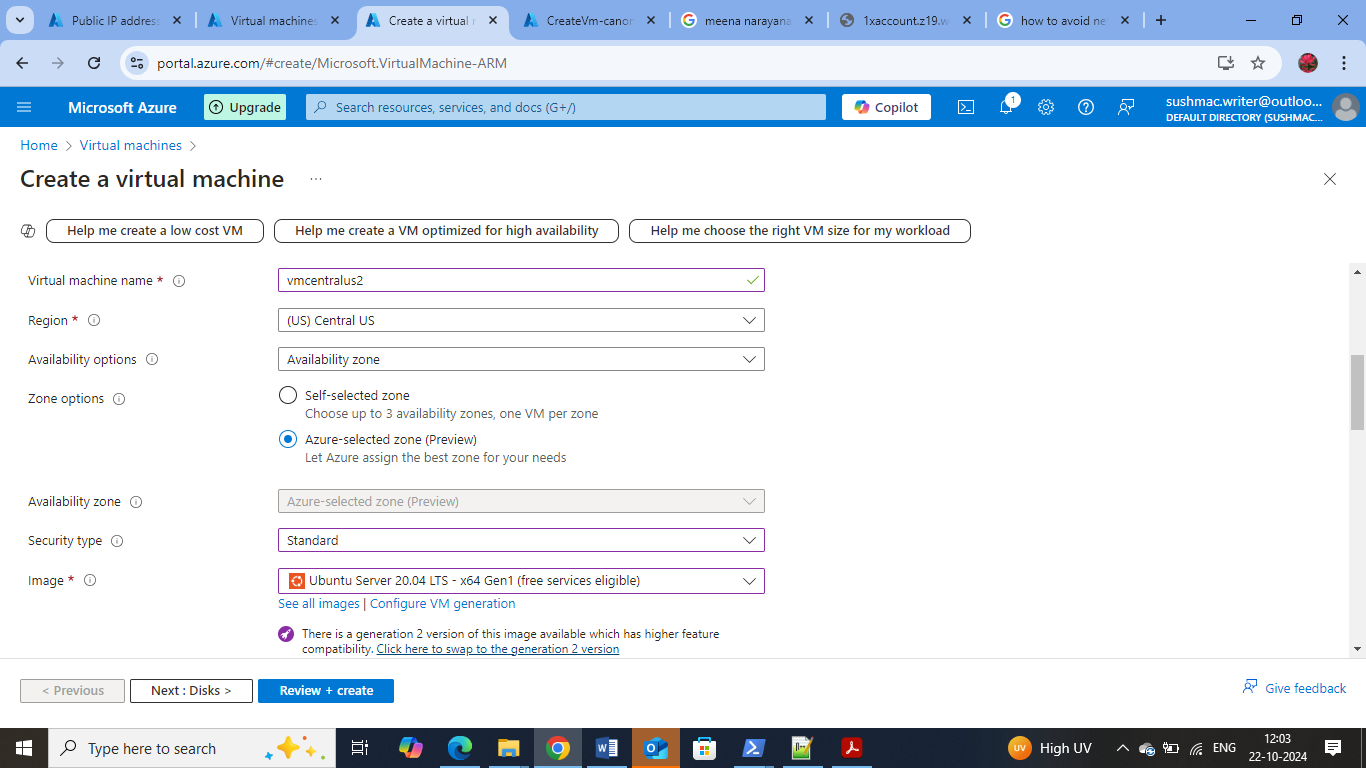 Public IP address
Virtual machines
Create a virtual m
CreateVm-canon
meena narayana
1xaccount.z19.w
how to avoid ne
portal.azure.com/#create/Microsoft.VirtualMachine-ARM
Microsoft Azure
Upgrade
Search resources, services, and docs (G+/)
Copilot
1
sushmac.writer@outloo...
DEFAULT DIRECTORY (SUSHMAC...
Home > Virtual machines >
Create a virtual machine ...
Help me create a low cost VM
Help me create a VM optimized for high availability
Help me choose the right VM size for my workload
Virtual machine name *
vmcentralus2
Region *
(US) Central US
Availability options
Availability zone
Zone options
Self-selected zone
Choose up to 3 availability zones, one VM per zone
Azure-selected zone (Preview)
Let Azure assign the best zone for your needs
Availability zone
Azure-selected zone (Preview)
Security type
Standard
Image *
Ubuntu Server 20.04 LTS - x64 Gen1 (free services eligible)
See all images | Configure VM generation
There is a generation 2 version of this image available which has higher feature
compatibility. Click here to swap to the generation 2 version
< Previous
Next : Disks >
Review + create
Give feedback
Type here to search
UV
High UV
ENG
12:03
22-10-2024